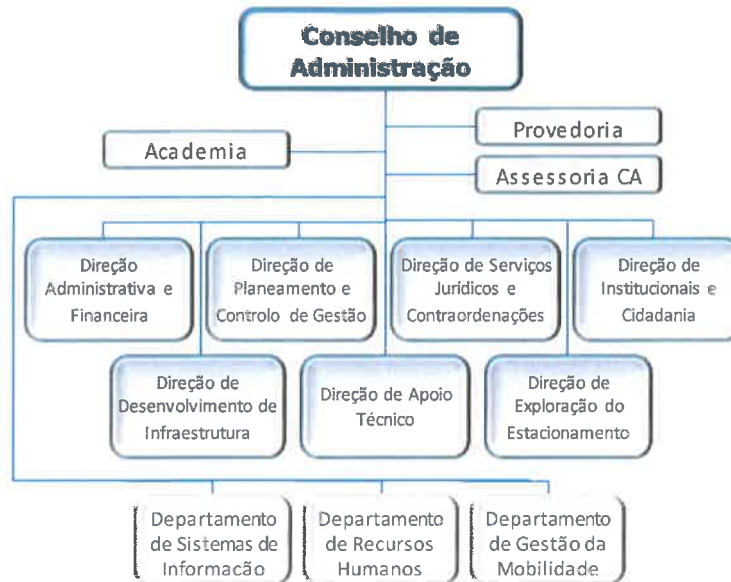 Conselho de
Administração
Provedoria
Academia
Assessoria CA
Direção
Administrativa e
Financeira
Direção de
Planeamento e
Controlo de Gestão
Direção de Serviços
Jurídicos e
Contraordenações
Direção de
Institucionais e
Cidadania
Direção de
Desenvolvimento de
Infraestrutura
Direção de Apoio
Técnico
Direção de
Exploração do
Estacionamento
Departamento
de Sistemas de
Informação
Departamento
de Recursos
Humanos
Departamento
de Gestão da
Mobilidade